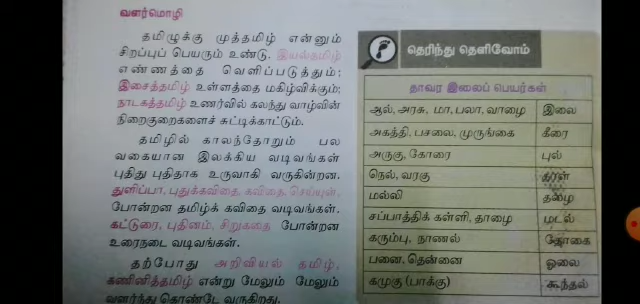 வளர்மொழி
தமிழுக்கு முத்தமிழ் என்னும்
சிறப்புப் பெயரும் உண்டு. இயல்தமிழ்
எண்ணத்தை வெளிப்படுத்தும்;
இசைத்தமிழ் உள்ளத்தை மகிழ்விக்கும்;
நாடகத்தமிழ் உணர்வில் கலந்து வாழ்வின்
நிறைகுறைகளைச் சுட்டிக்காட்டும்.
தமிழில் காலந்தோறும் பல
வகையான இலக்கிய வடிவங்கள்
புதிது புதிதாக உருவாகி வருகின்றன.
துளிப்பா, புதுக்கவிதை, கவிதை, செய்யுள்,
போன்றன தமிழ்க் கவிதை வடிவங்கள்.
கட்டுரை, புதினம், சிறுகதை போன்றன
உரைநடை வடிவங்கள்.
தற்போது அறிவியல் தமிழ்,
கணினித்தமிழ் என்று மேலும் மேலும்
வளர்ந்து கொண்டே வருகிறது.
தெரிந்து தெளிவோம்
தாவர இலைப் பெயர்கள்
ஆல், அரசு, மா, பலா, வாழை இலை
அகத்தி, பசலை, முருங்கை கீரை
அருகு, கோரை புல்
நெல், வரகு தாள்
மல்லி தழை
சப்பாத்திக் கள்ளி, தாழை மடல்
கரும்பு, நாணல் தோகை
பனை, தென்னை ஓலை
கமுகு (பாக்கு) கூந்தல்